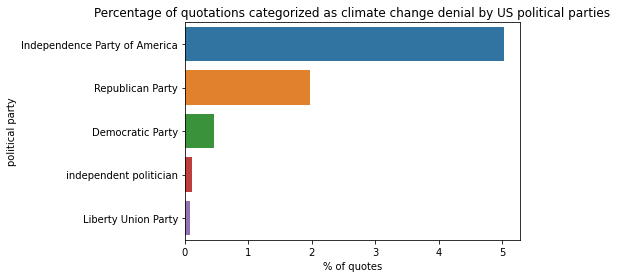 Percentage of quotations categorized as climate change denial by US political parties
political party
Independence Party of America
Republican Party
Democratic Party
independent politician
Liberty Union Party
0 1 2 3 4 5
% of quotes